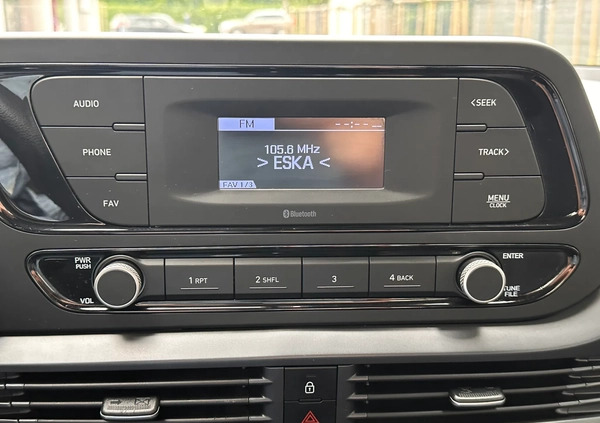 AUDIO
PHONE
FAV
FM
--:--
105.6 MHz
> ESKA <
FAV 1/3
Bluetooth
<SEEK
TRACK>
MENU
CLOCK
PWR
PUSH
VOL
1 RPT
2 SHFL
3
4 BACK
ENTER
TUNE
FILE